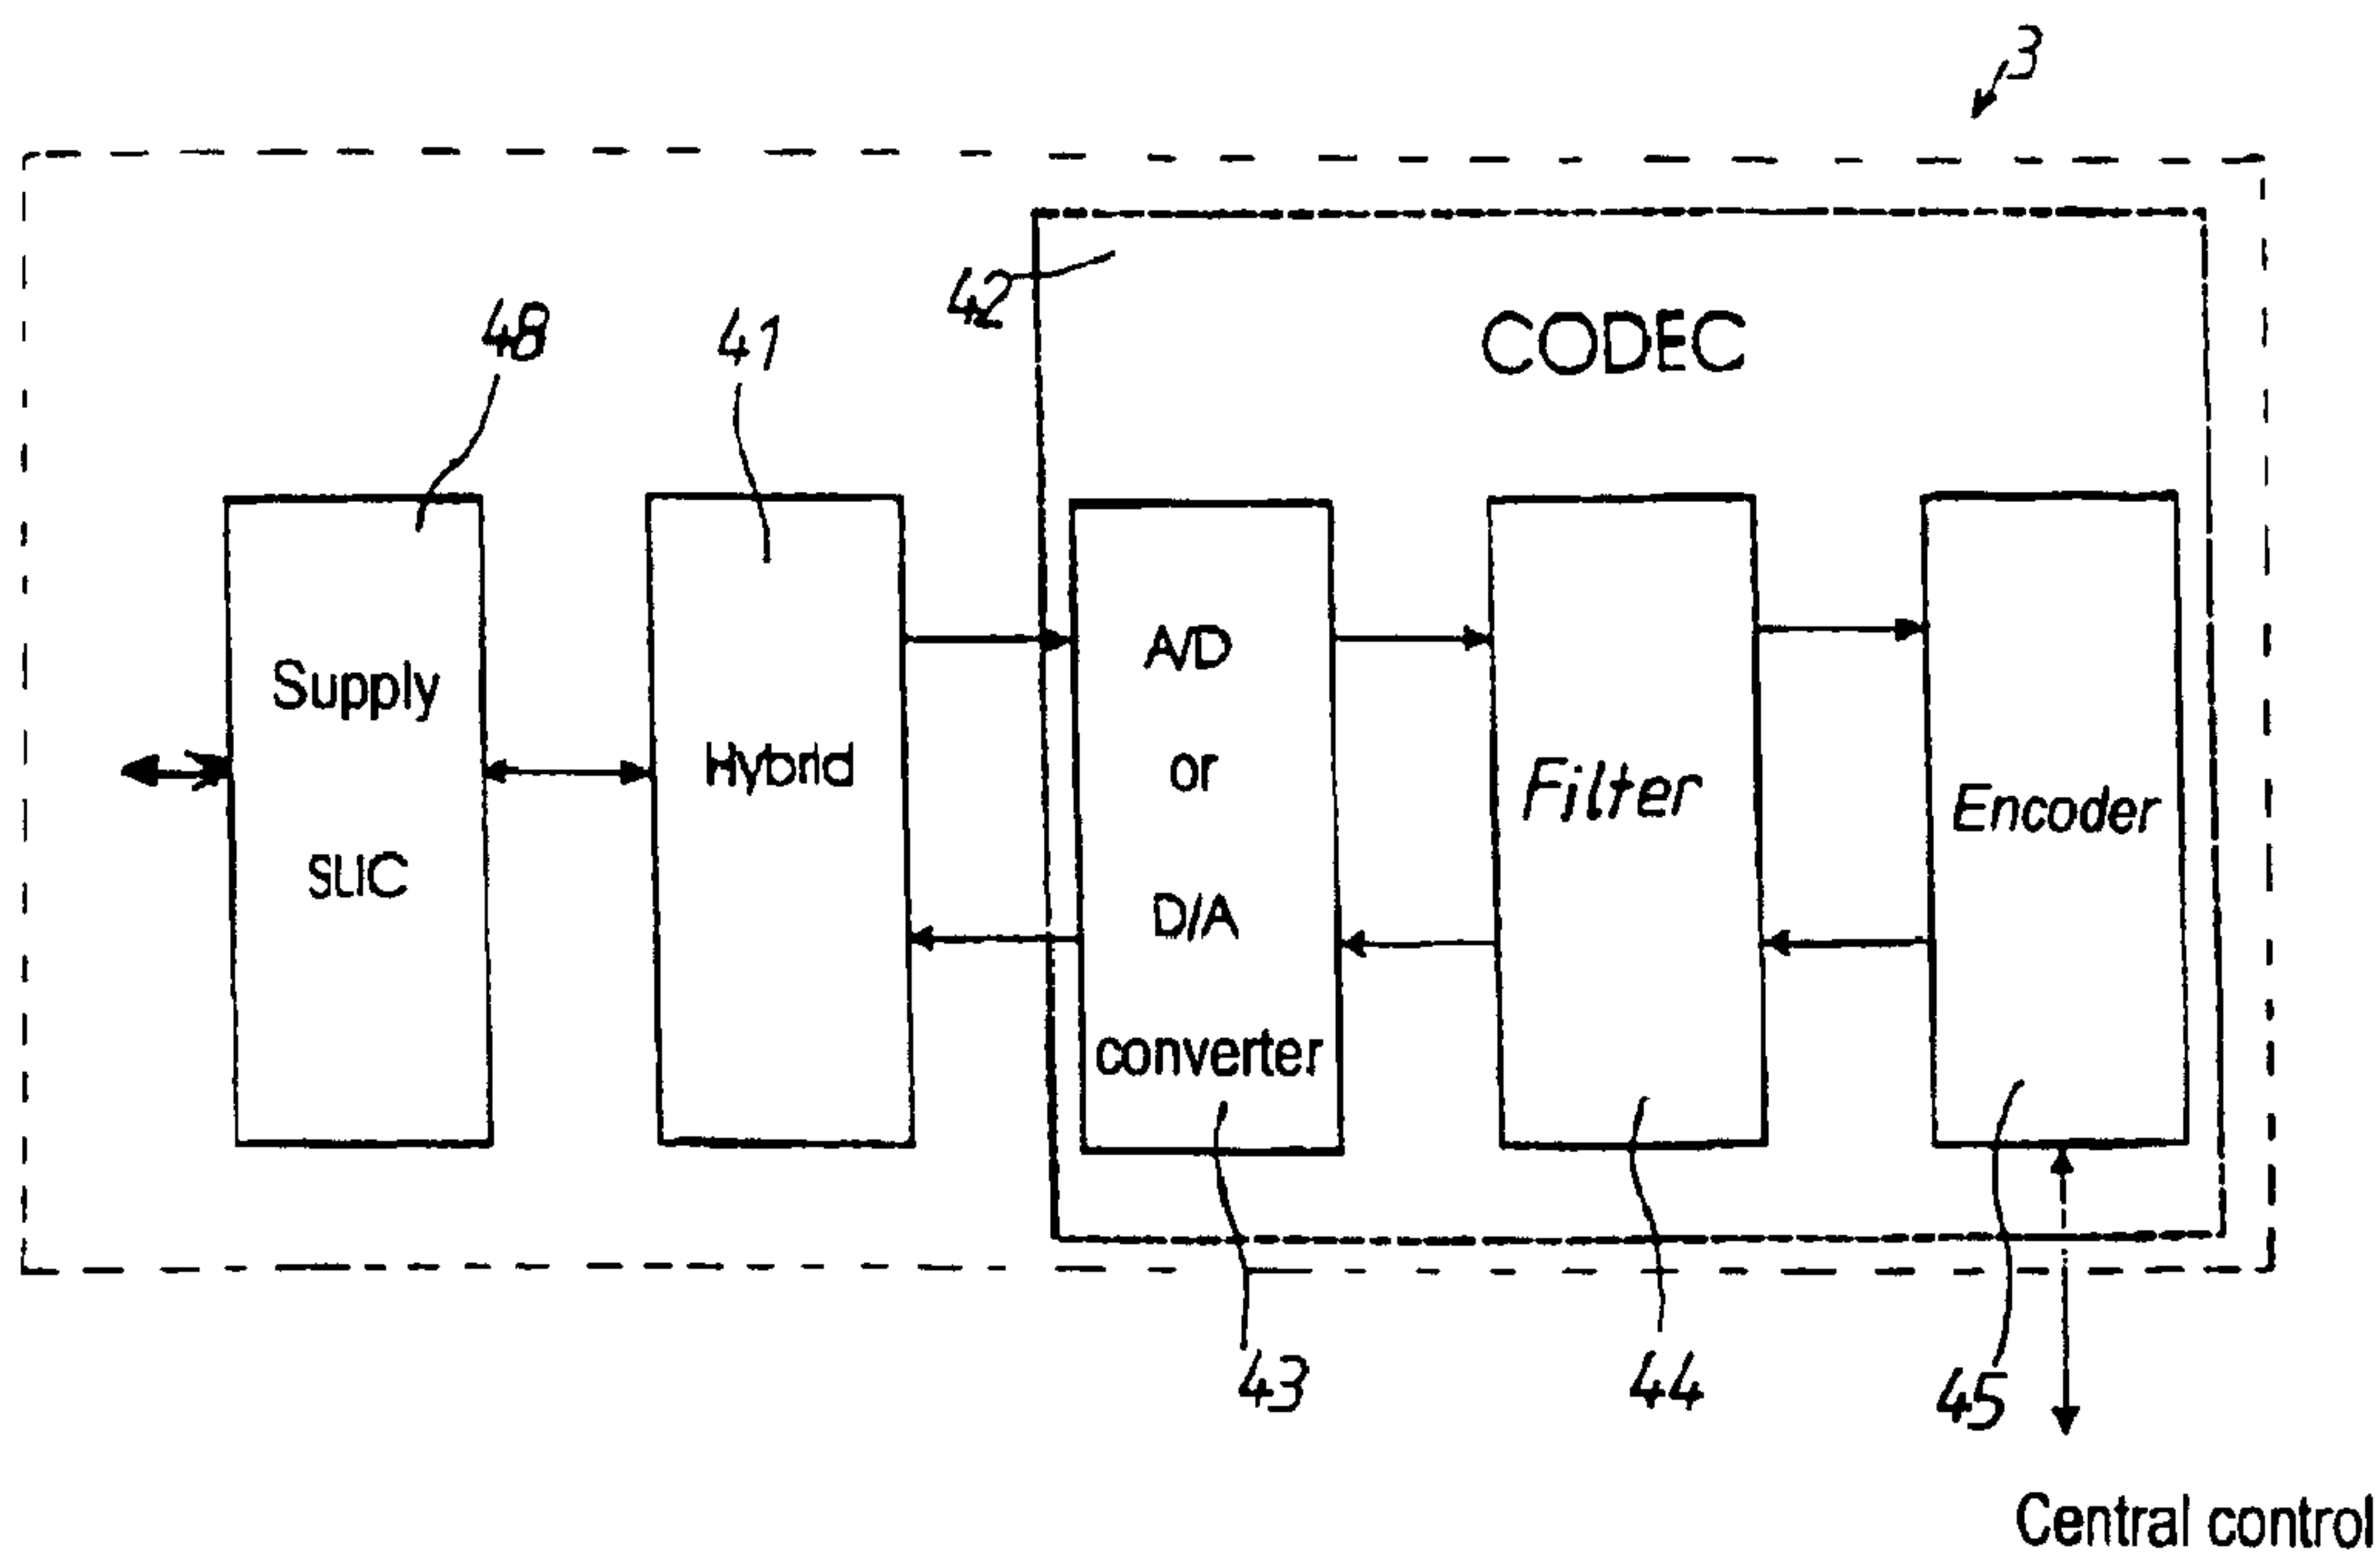 3
42
CODEC
48
41
Supply
SLIC
Hybrid
A/D
or
D/A
converter
Filter
Encoder
43
44
45
Central control